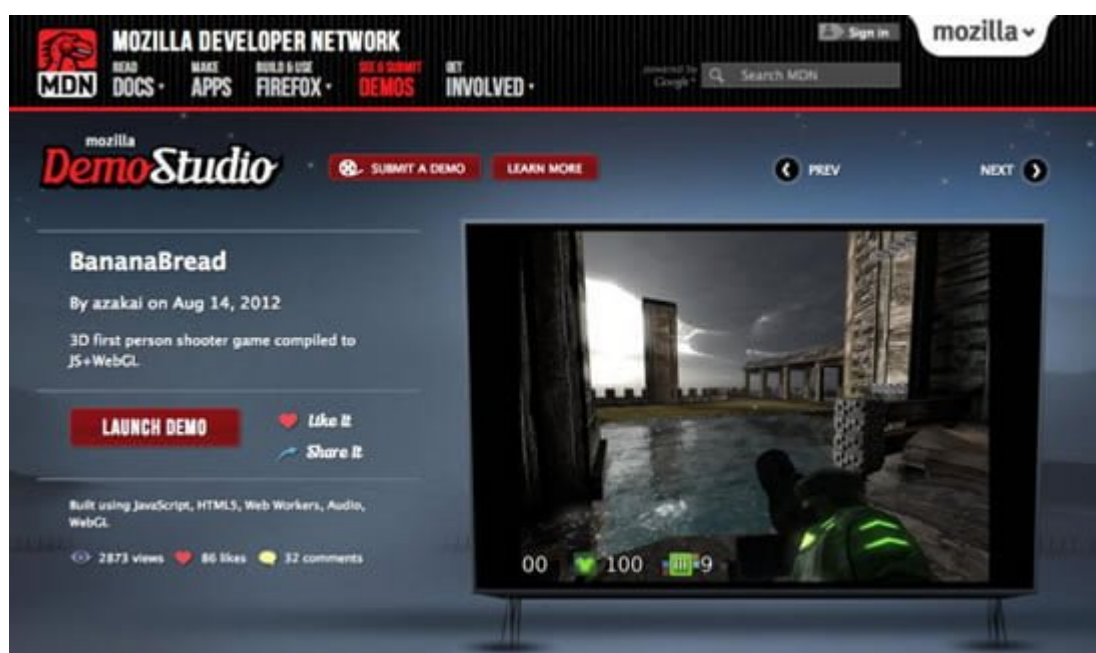 MOZILLA DEVELOPER NETWORK
Sign in
mozilla
MDN
READ
DOCS
MAKE
APPS
BUILD & USE
FIREFOX
SEE & SUBMIT
DEMOS
GET
INVOLVED
powered by
Google™
Search MDN
mozilla
DemoStudio
SUBMIT A DEMO
LEARN MORE
PREV
NEXT
BananaBread
By azakai on Aug 14, 2012
3D first person shooter game compiled to
JS+WebGL.
LAUNCH DEMO
Like It
Share It
Built using JavaScript, HTML5, Web Workers, Audio,
WebGL
2873 views
86 likes
32 comments
00
100
9